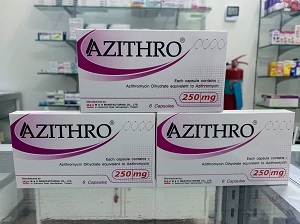 AZITHRO®
Each capsule contains :
Azithromycin Dihydrate equivalent to Azithromycin
250 mg
6 Capsules
AZITHRO®
Each capsule contains :
Azithromycin Dihydrate equivalent to Azithromycin
250 mg
6 Capsules
AZITHRO®
Each capsule contains :
Azithromycin Dihydrate equivalent to Azithromycin
250 mg
6 Capsules